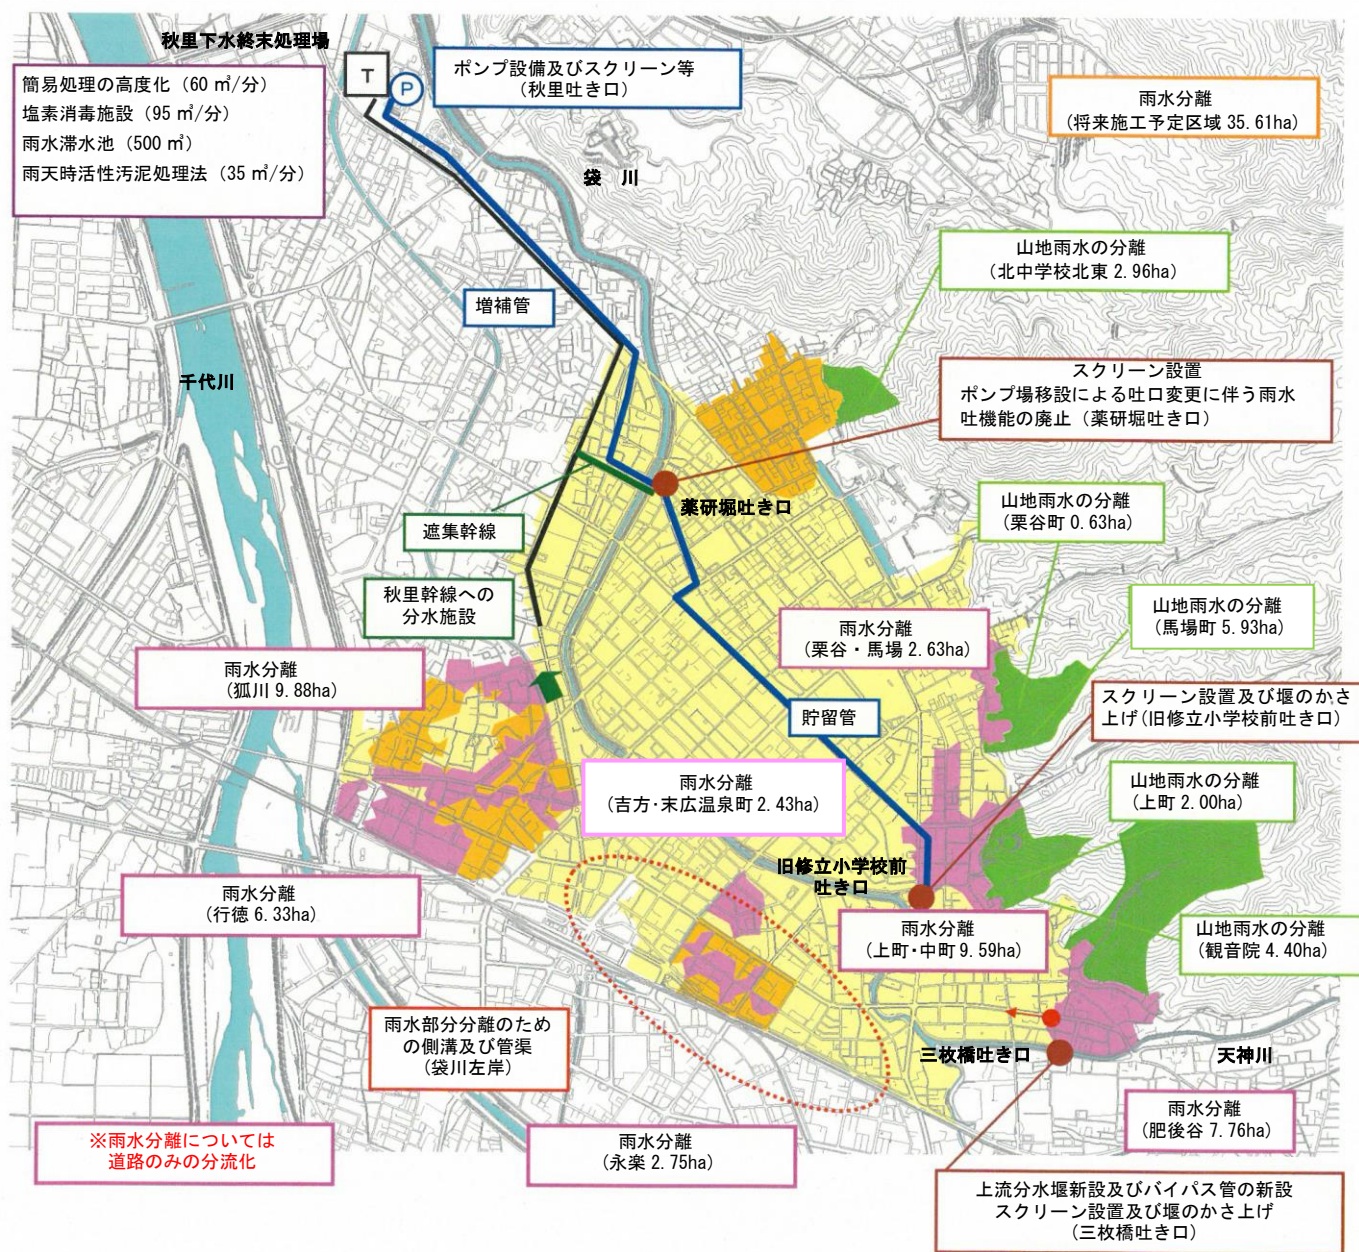 秋里下水終末処理場
簡易処理の高度化（60 ㎥/分）
塩素消毒施設（95 ㎥/分）
雨水滞水池（500 ㎥）
雨天時活性汚泥処理法（35 ㎥/分）
T
P
ポンプ設備及びスクリーン等
（秋里吐き口）
雨水分離
（将来施工予定区域 35.61ha）
袋　川
山地雨水の分離
（北中学校北東 2.96ha）
増補管
千代川
スクリーン設置
ポンプ場移設による吐口変更に伴う雨水
吐機能の廃止（薬研堀吐き口）
薬研堀吐き口
山地雨水の分離
（栗谷町 0.63ha）
遮集幹線
秋里幹線への
分水施設
山地雨水の分離
（馬場町 5.93ha）
雨水分離
（栗谷・馬場 2.63ha）
雨水分離
（狐川 9.88ha）
スクリーン設置及び堰のかさ
上げ（旧修立小学校前吐き口）
貯留管
雨水分離
（吉方･末広温泉町 2.43ha）
山地雨水の分離
（上町 2.00ha）
旧修立小学校前
吐き口
雨水分離
（行徳 6.33ha）
雨水分離
（上町･中町 9.59ha）
山地雨水の分離
（観音院 4.40ha）
雨水部分分離のため
の側溝及び管渠
（袋川左岸）
三枚橋吐き口
天神川
雨水分離
（肥後谷 7.76ha）
※雨水分離については
道路のみの分流化
雨水分離
（永楽 2.75ha）
上流分水堰新設及びバイパス管の新設
スクリーン設置及び堰のかさ上げ
（三枚橋吐き口）